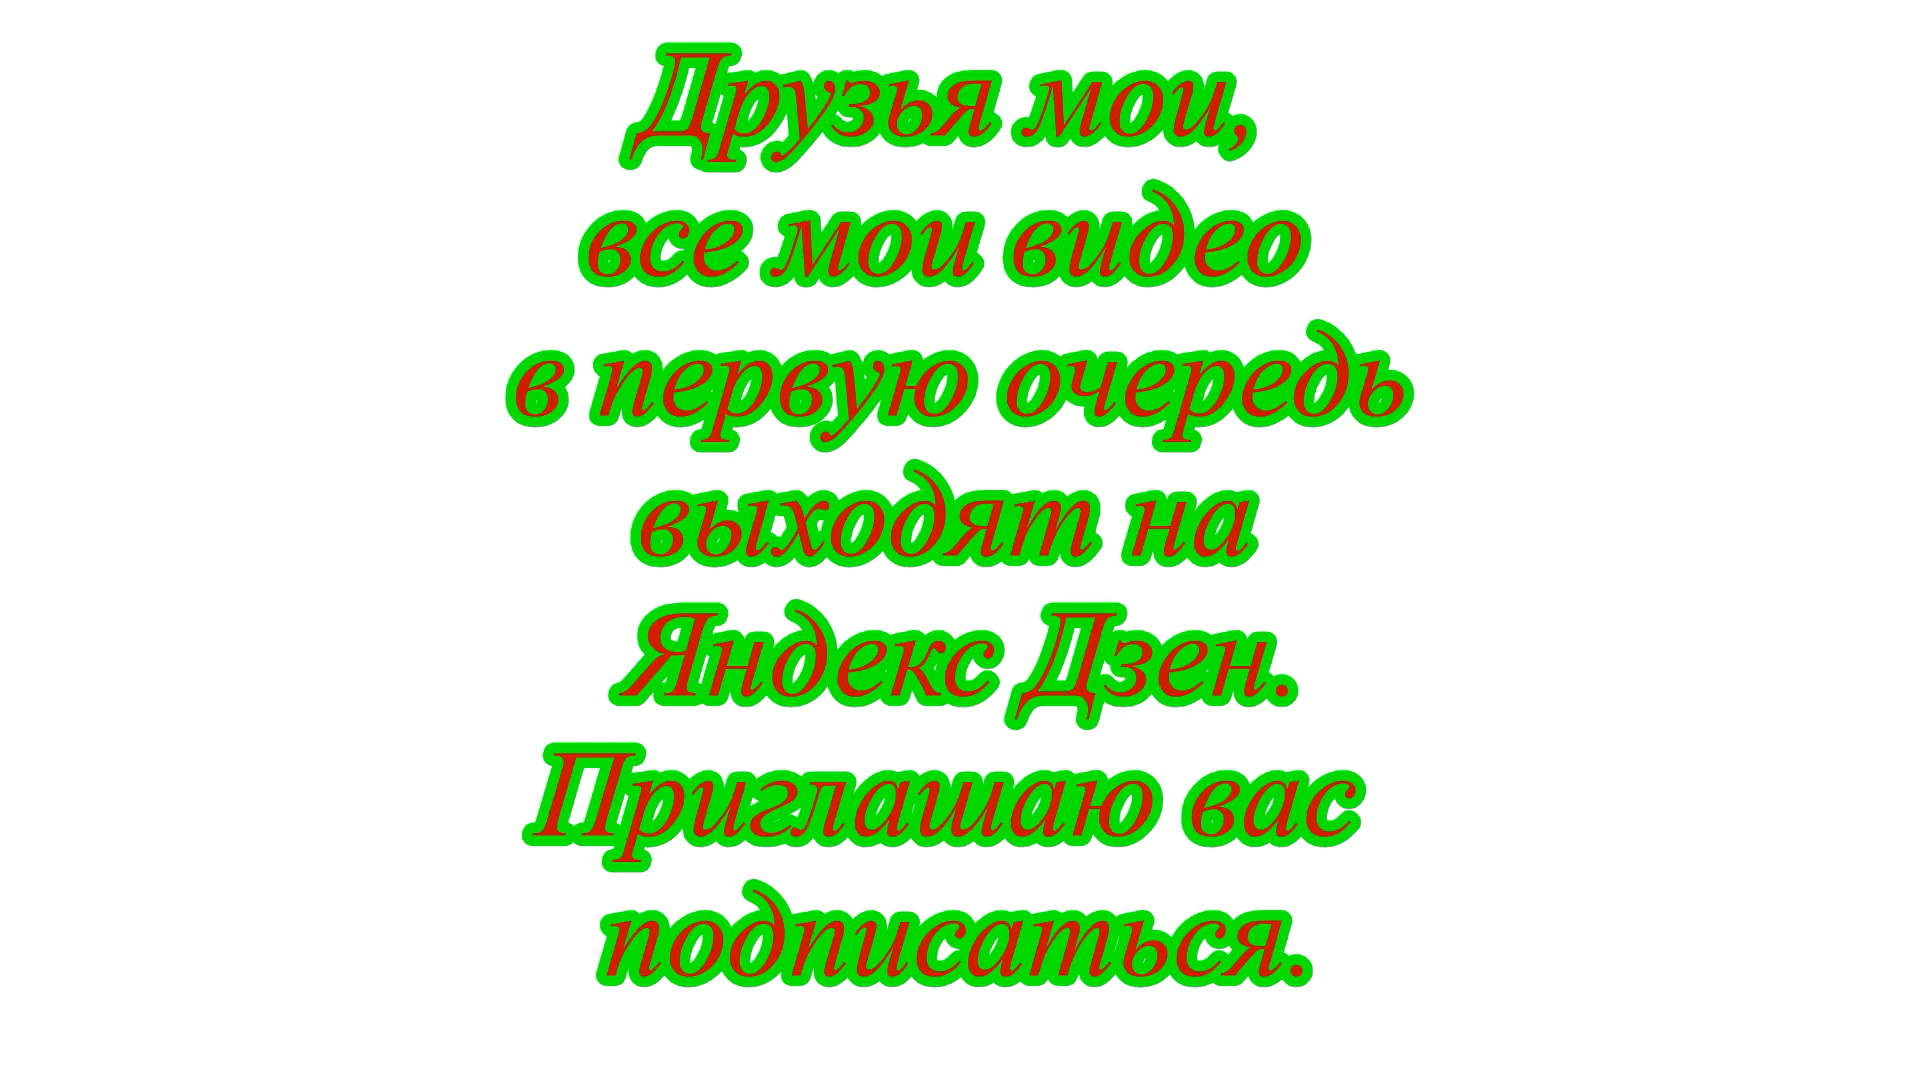 Друзья мои,
все мои видео
в первую очередь
выходят на
Яндекс Дзен.
Приглашаю вас
подписаться.